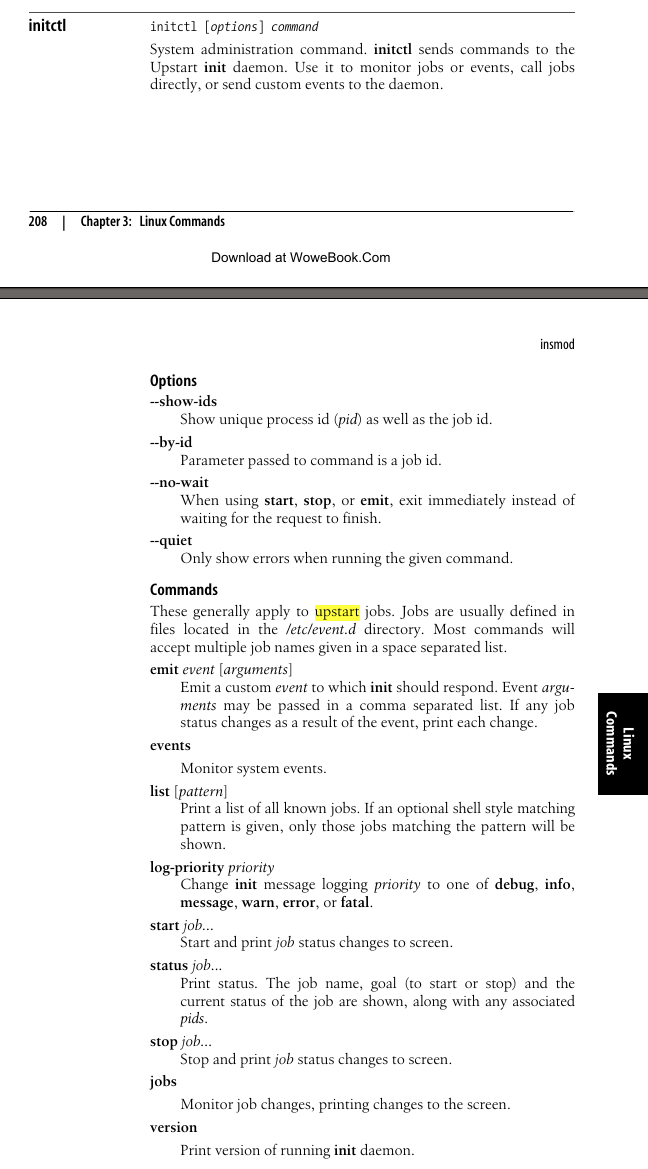 initctl
initctl [options] command
System administration command. initctl sends commands to the
Upstart init daemon. Use it to monitor jobs or events, call jobs
directly, or send custom events to the daemon.
208 | Chapter 3: Linux Commands
Download at WoweBook.Com
insmod
Options
--show-ids
Show unique process id (pid) as well as the job id.
--by-id
Parameter passed to command is a job id.
--no-wait
When using start, stop, or emit, exit immediately instead of
waiting for the request to finish.
--quiet
Only show errors when running the given command.
Commands
These generally apply to upstart jobs. Jobs are usually defined in
files located in the /etc/event.d directory. Most commands will
accept multiple job names given in a space separated list.
emit event [arguments]
Emit a custom event to which init should respond. Event argu-
ments may be passed in a comma separated list. If any job
status changes as a result of the event, print each change.
events
Monitor system events.
list [pattern]
Print a list of all known jobs. If an optional shell style matching
pattern is given, only those jobs matching the pattern will be
shown.
log-priority priority
Change init message logging priority to one of debug, info,
message, warn, error, or fatal.
start job...
Start and print job status changes to screen.
status job...
Print status. The job name, goal (to start or stop) and the
current status of the job are shown, along with any associated
pids.
stop job...
Stop and print job status changes to screen.
jobs
Monitor job changes, printing changes to the screen.
version
Print version of running init daemon.
Linux
Commands